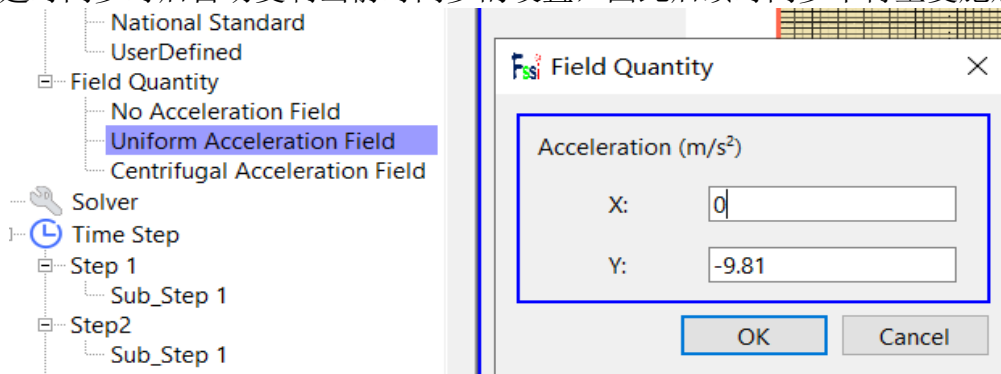 National Standard
UserDefined
Field Quantity
No Acceleration Field
Uniform Acceleration Field
Centrifugal Acceleration Field
Solver
Time Step
Step 1
Sub_Step 1
Step2
Sub_Step 1
Fssi Field Quantity
Acceleration (m/s²)
X: 0
Y: -9.81
OK Cancel